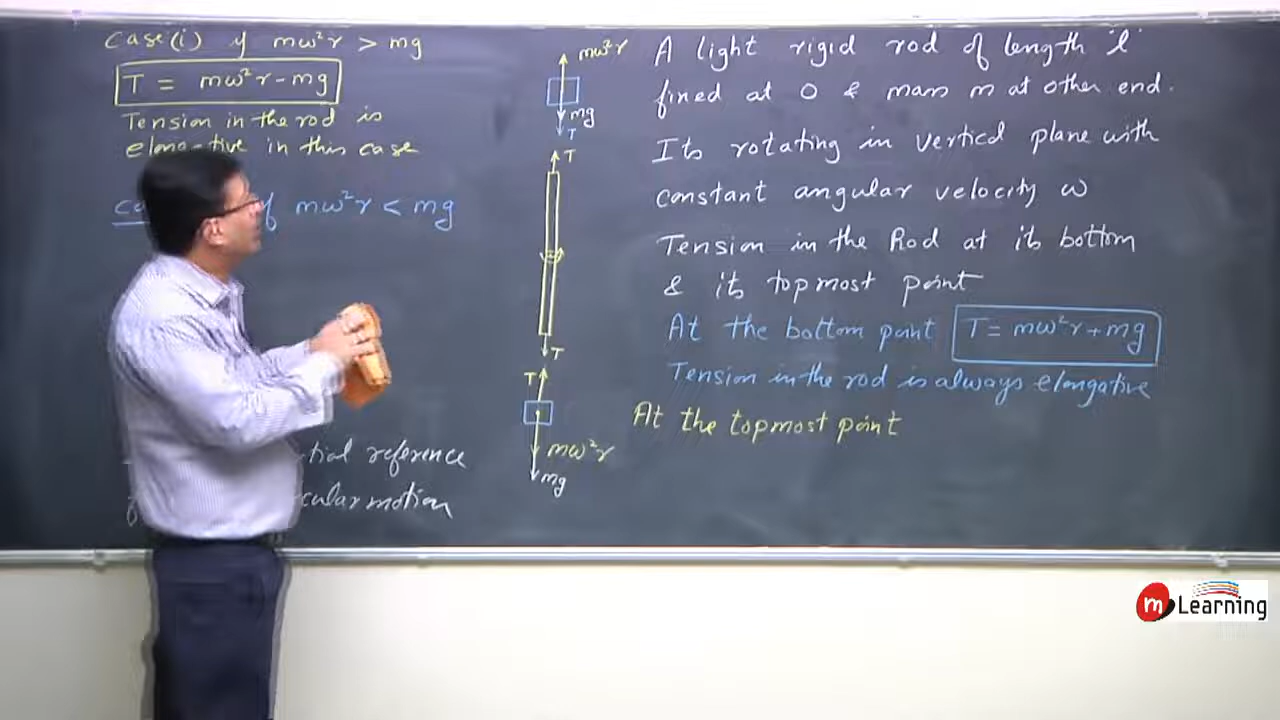 Case(i) if mω²r > mg
T = mω²r - mg
Tension in the rod is
elongative in this case
if mω²r < mg
reference
motion
mω²r
mg
T
T
T
T
mω²r
mg
A light rigid rod of length 'l'
fixed at O & mass m at other end.
Its rotating in vertical plane with
constant angular velocity ω
Tension in the Rod at its bottom
& its topmost point
At the bottom point T = mω²r + mg
Tension in the rod is always elongative
At the topmost point
m Learning